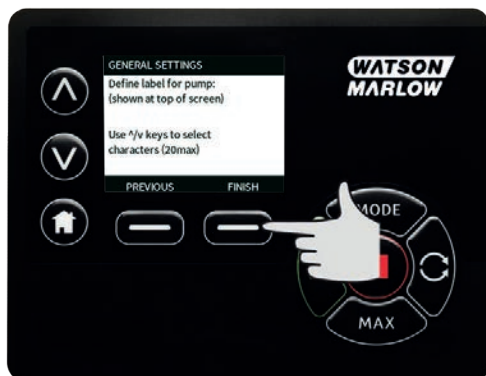 GENERAL SETTINGS
Define label for pump:
(shown at top of screen)
Use ^/v keys to select
characters (20max)
PREVIOUS FINISH
WATSON
MARLOW
MODE
MAX